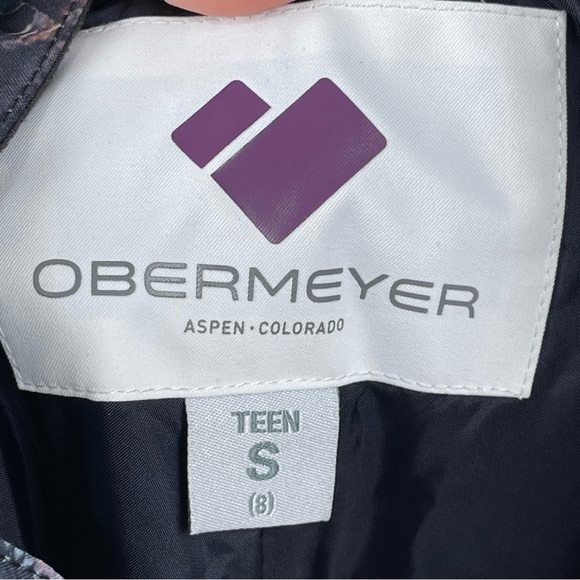 OBERMEYER
ASPEN · COLORADO
TEEN
S
(8)